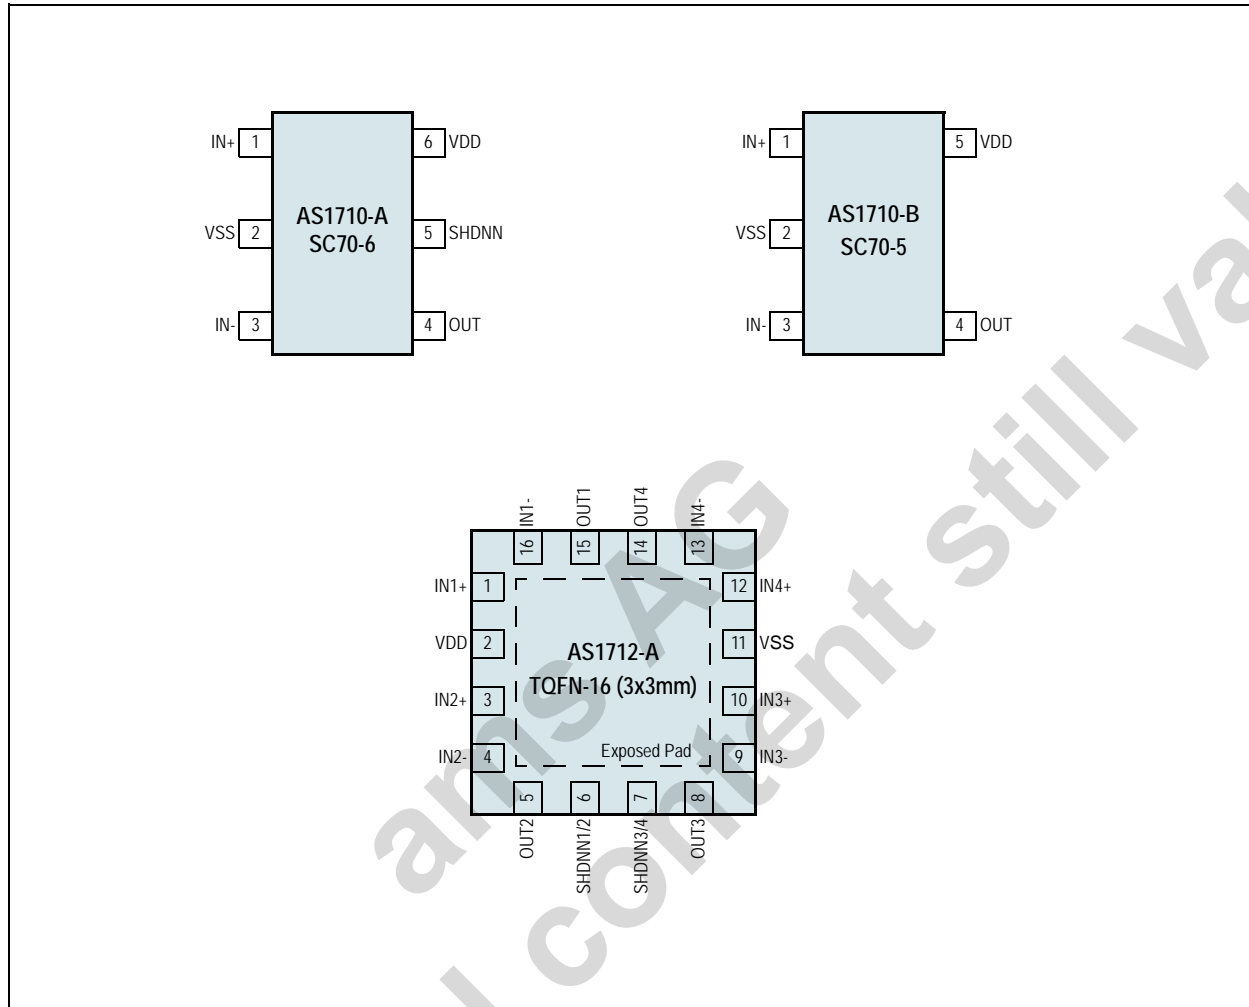 IN+ 1
6 VDD
AS1710-A
SC70-6
VSS 2
5 SHDNN
IN- 3
4 OUT
IN+ 1
5 VDD
AS1710-B
SC70-5
VSS 2
IN- 3
4 OUT
IN1-
OUT1
OUT4
IN4-
16
15
14
13
IN1+ 1
12 IN4+
VDD 2
11 VSS
AS1712-A
TQFN-16 (3x3mm)
IN2+ 3
10 IN3+
Exposed Pad
IN2- 4
9 IN3-
5
6
7
8
OUT2
SHDNN1/2
SHDNN3/4
OUT3
ams AG
content still